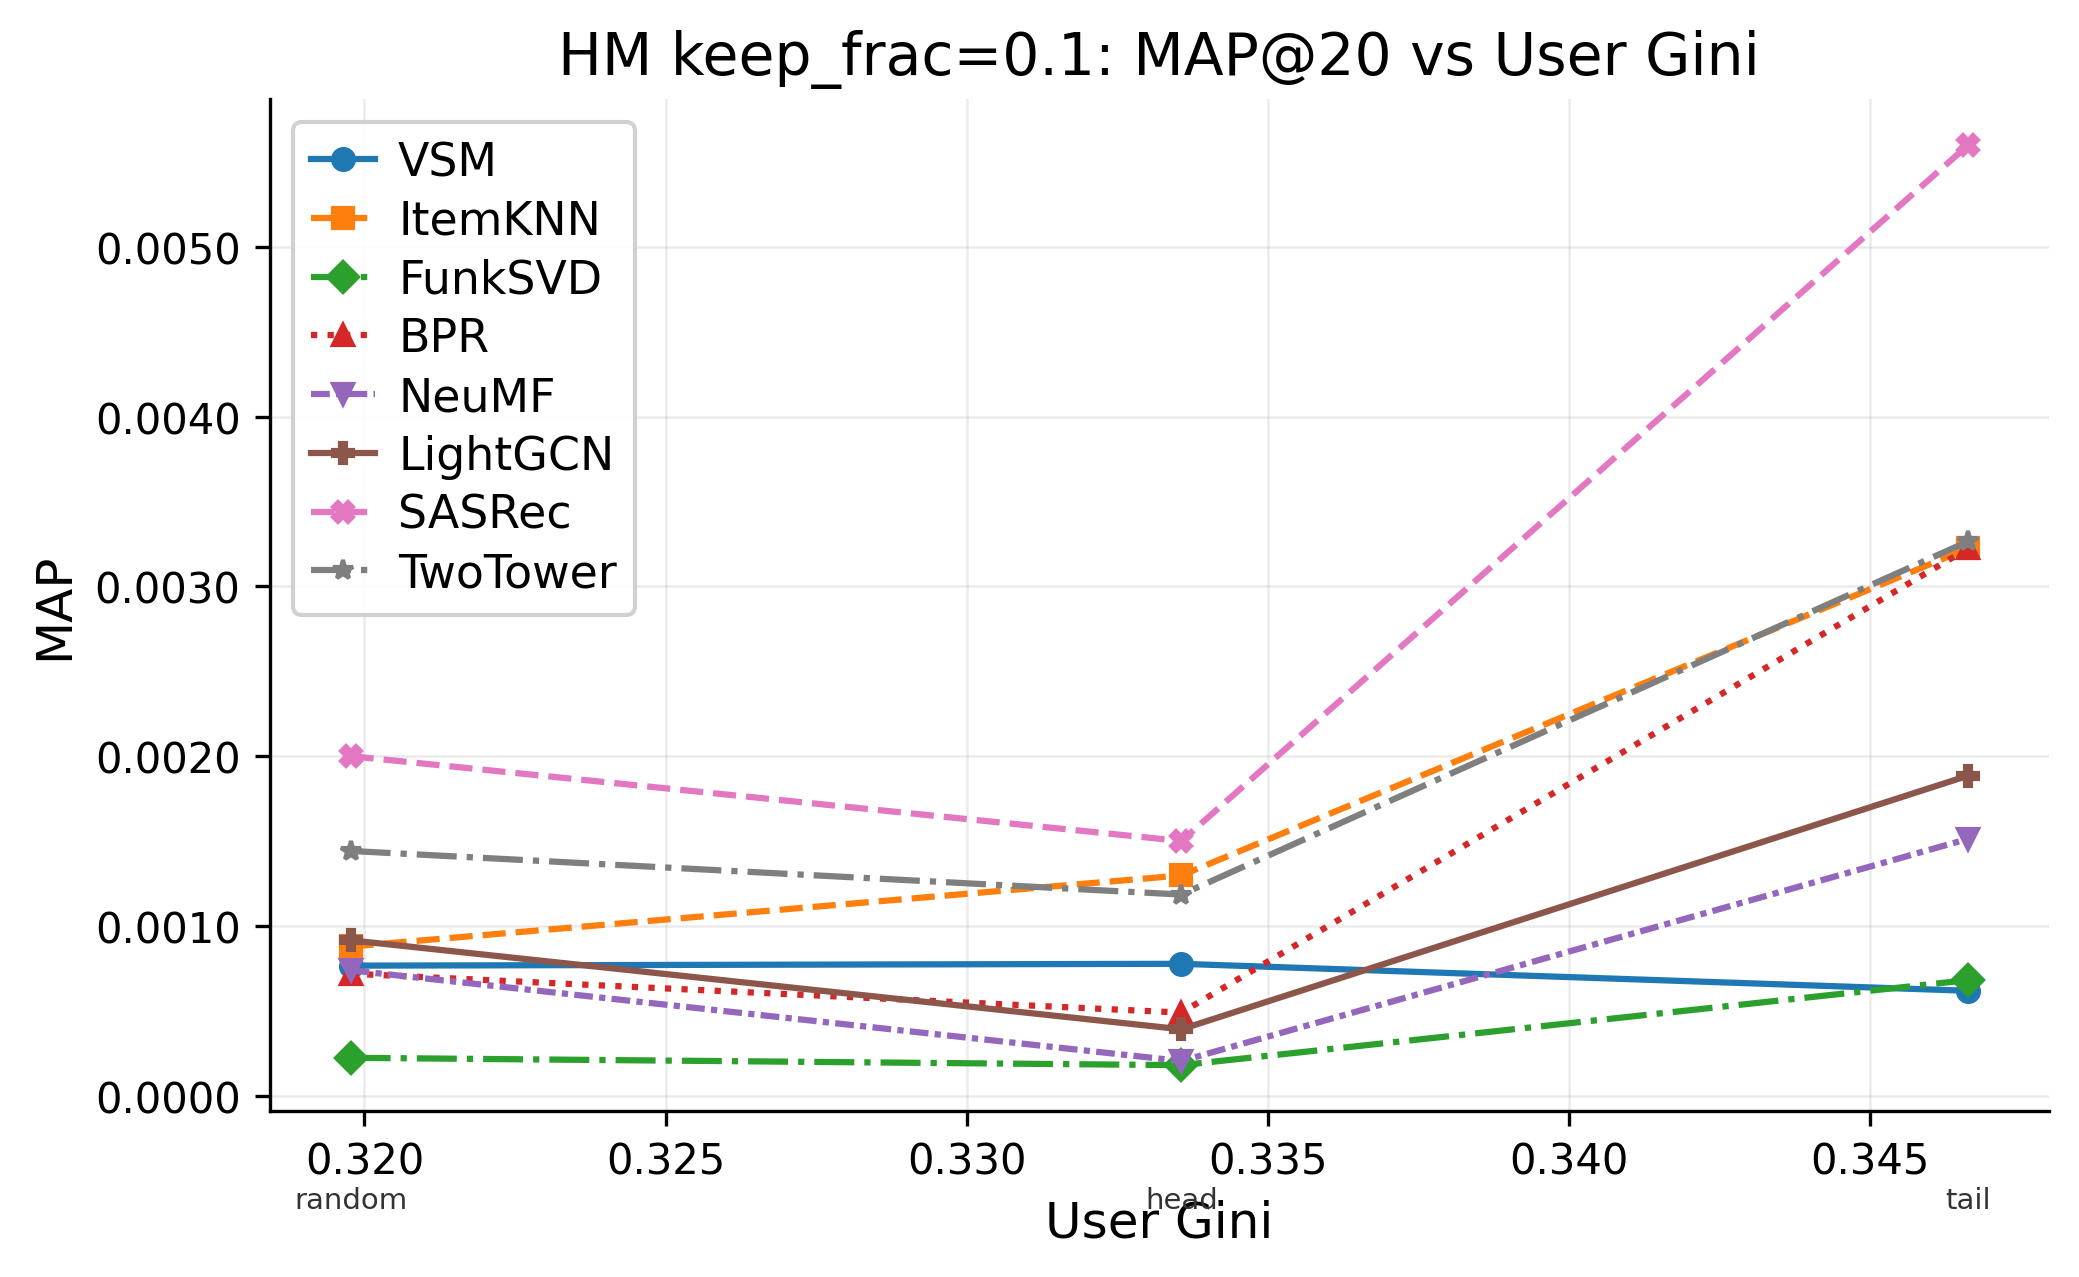 HM keep_frac=0.1: MAP@20 vs User Gini
VSM
ItemKNN
FunkSVD
BPR
NeuMF
LightGCN
SASRec
TwoTower
MAP
0.0050
0.0040
0.0030
0.0020
0.0010
0.0000
0.320 0.325 0.330 0.335 0.340 0.345
random head tail
User Gini